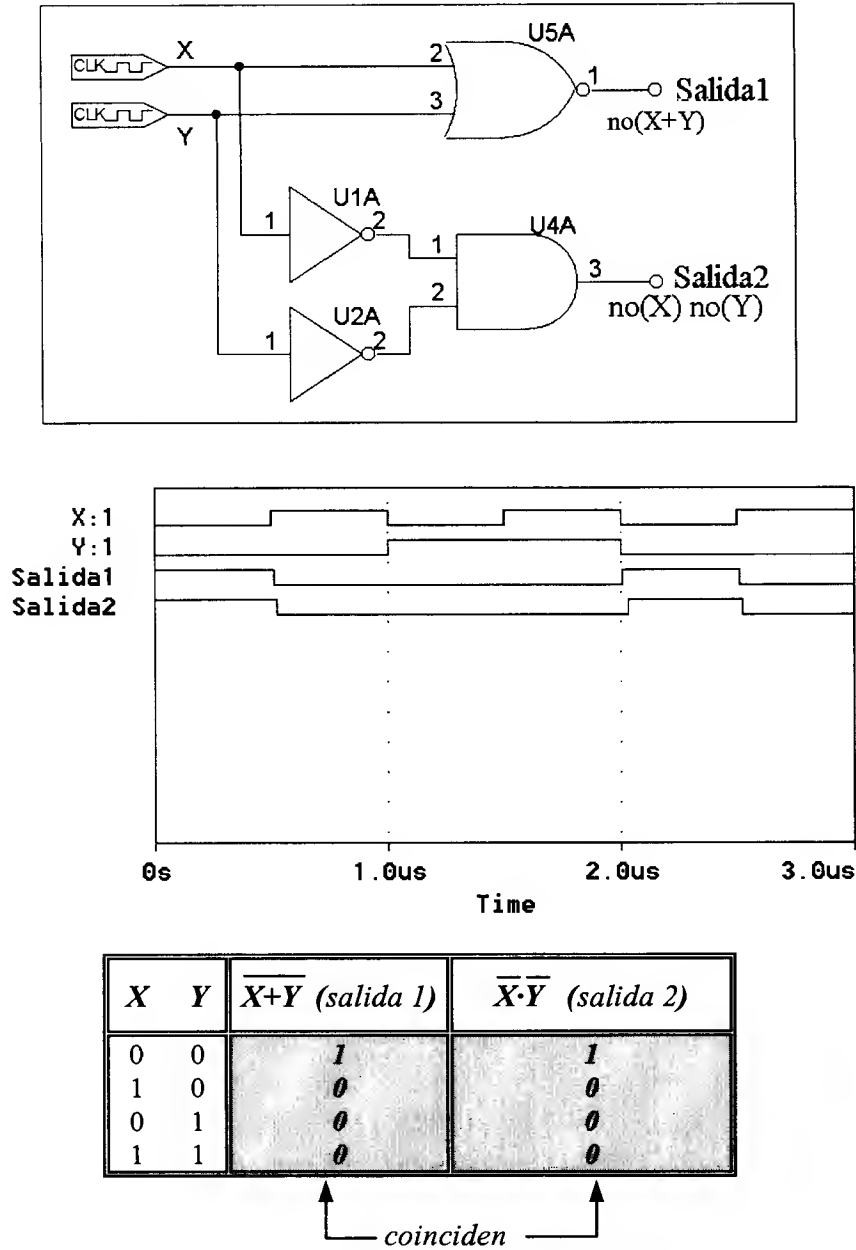 U5A
CLK X 2 1 Salida1
CLK Y 3 no(X+Y)
U1A
1 2 1 U4A
3 Salida2
2 no(X) no(Y)
U2A
1 2
X:1
Y:1
Salida1
Salida2
0s 1.0us 2.0us 3.0us
Time
X Y X+Y (salida 1) X·Y (salida 2)
0 0 1 1
1 0 0 0
0 1 0 0
1 1 0 0
coinciden